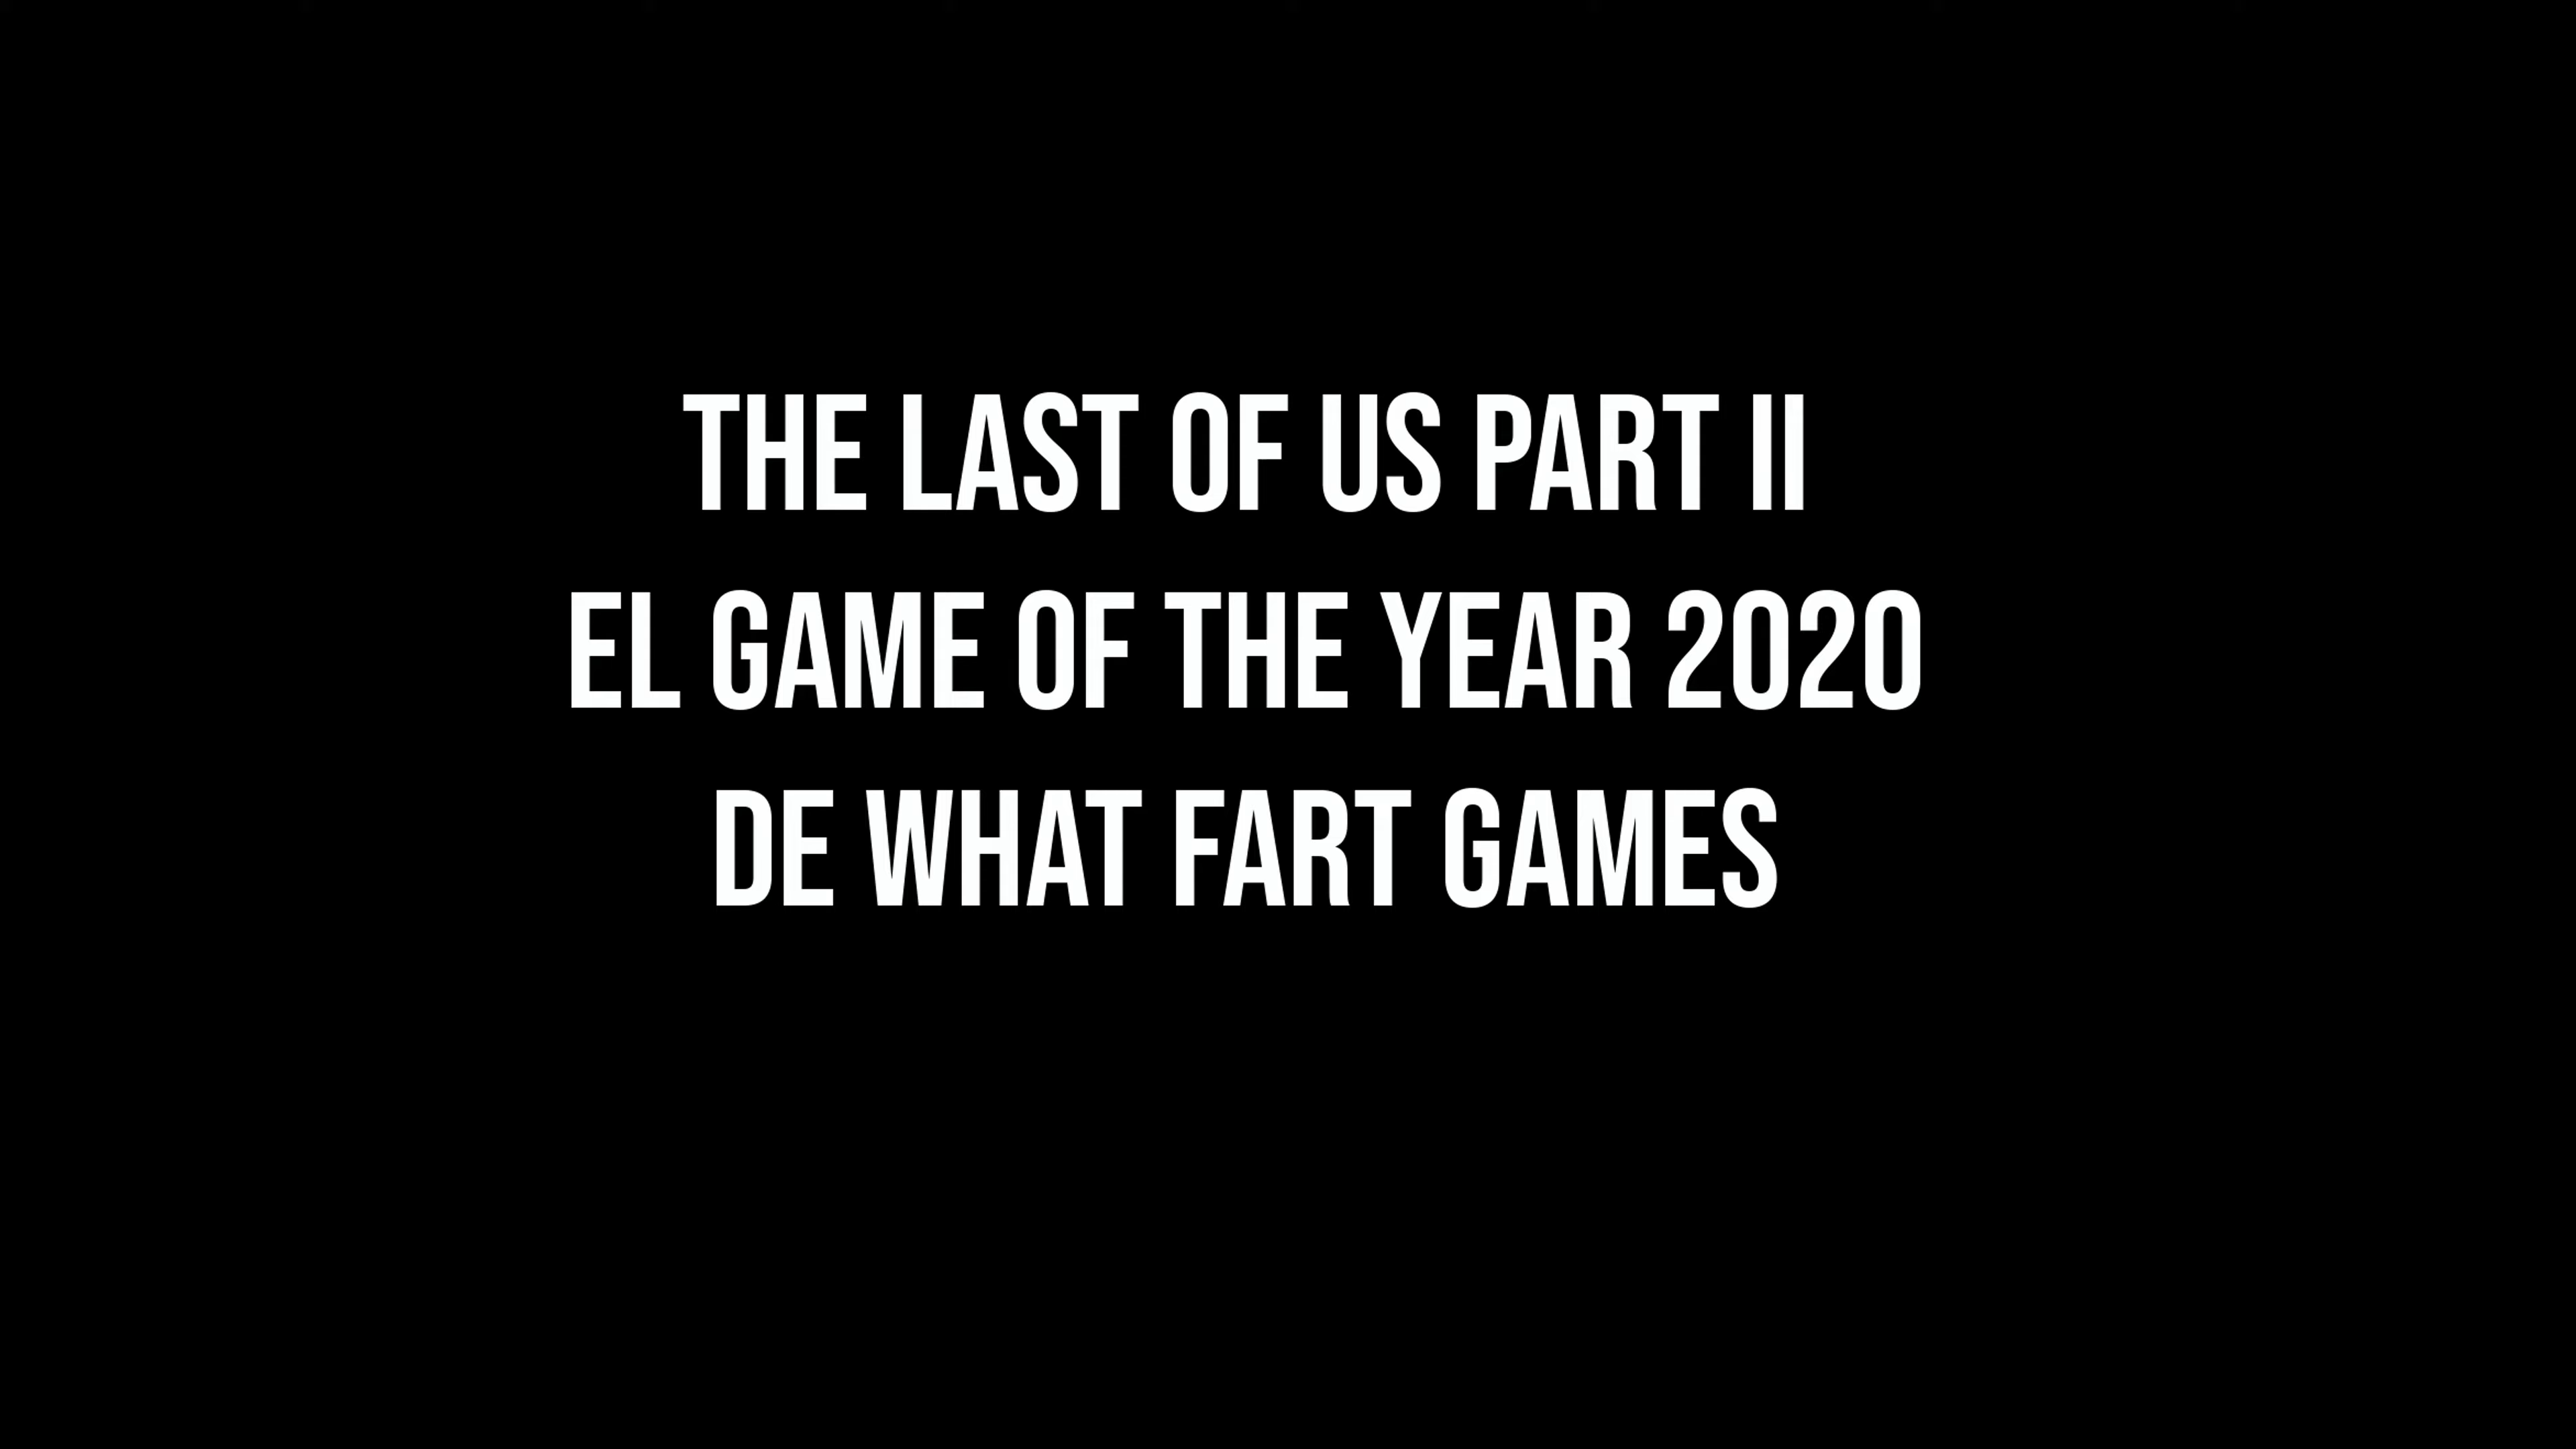 THE LAST OF US PART II
EL GAME OF THE YEAR 2020
DE WHAT FART GAMES